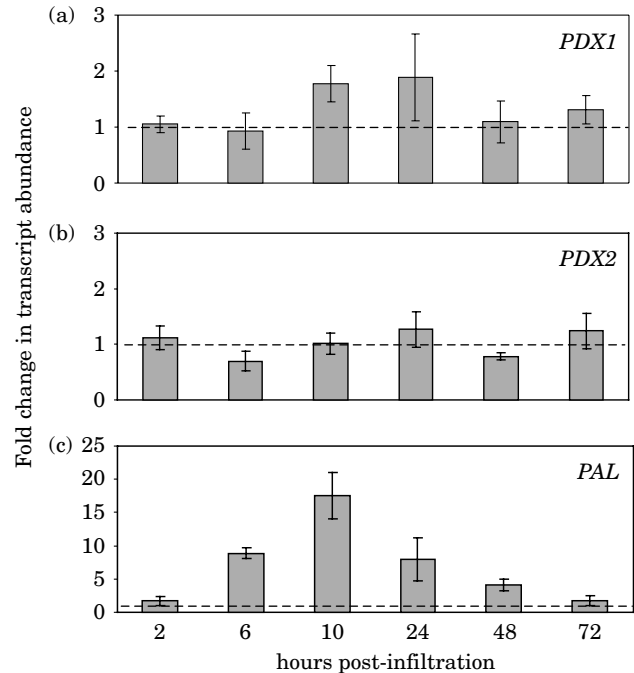 Fold change in transcript abundance
(a)
PDX1
3
2
1
0
(b)
PDX2
3
2
1
0
(c)
PAL
25
20
15
10
5
0
2 6 10 24 48 72
hours post-infiltration